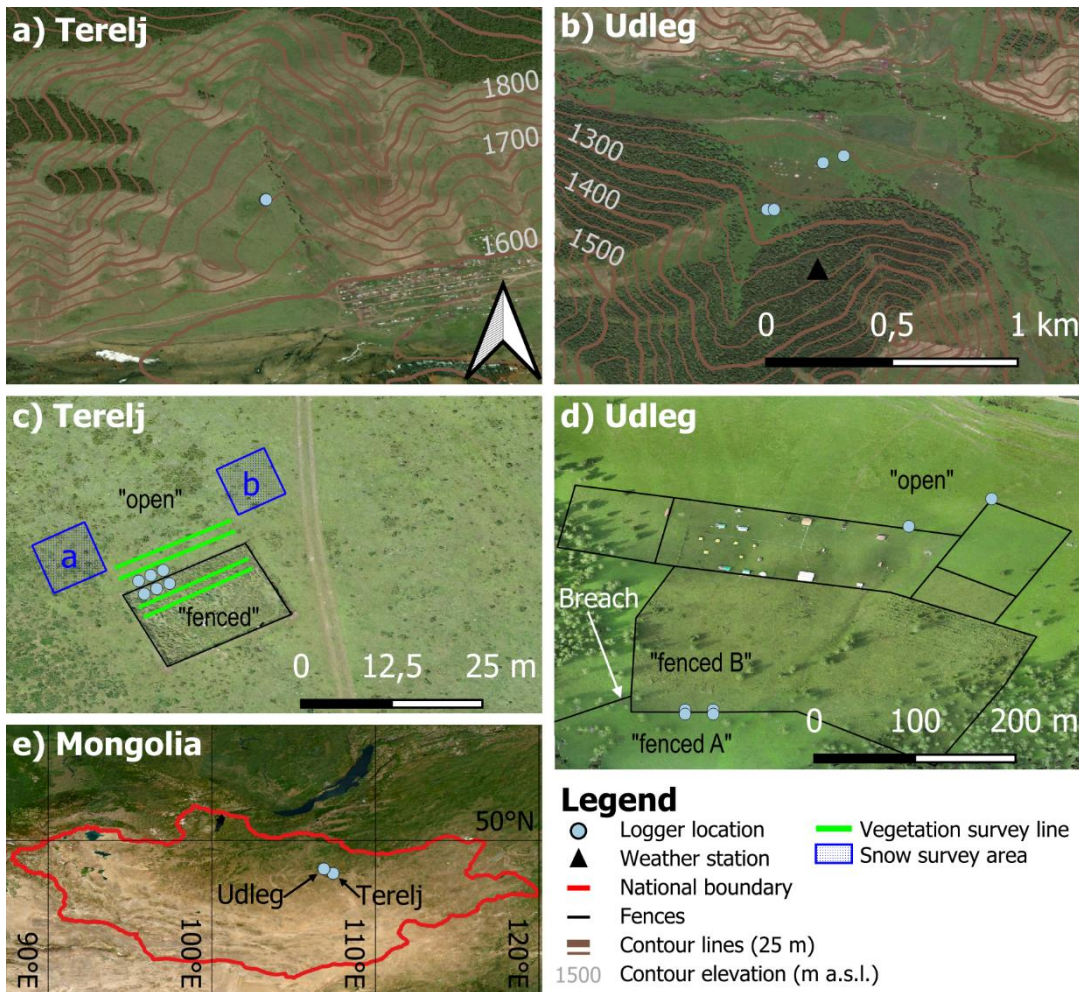 a) Terelj
1800
1700
1600
b) Udleg
1300
1400
1500
0 0,5 1 km
c) Terelj
"open"
b
a
"fenced"
0 12,5 25 m
d) Udleg
"open"
Breach
"fenced B"
"fenced A"
0 100 200 m
e) Mongolia
50°N
Udleg Terelj
90°E
100°E
110°E
120°E
Legend
Logger location
Weather station
National boundary
Fences
Contour lines (25 m)
1500 Contour elevation (m a.s.l.)
Vegetation survey line
Snow survey area